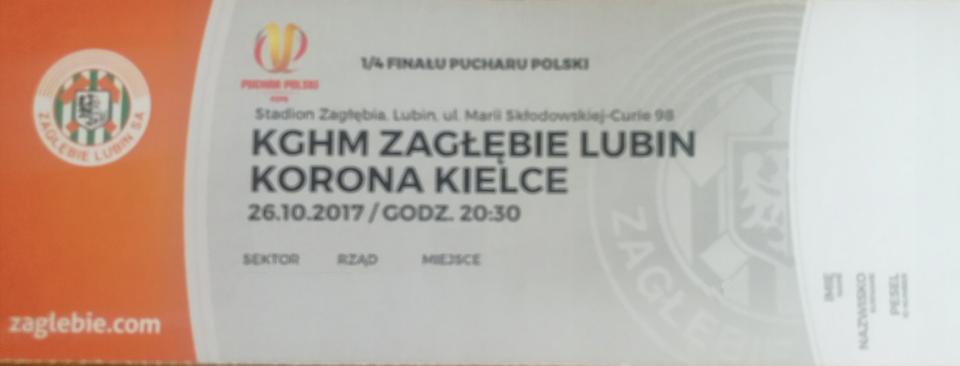 ZAGŁĘBIE LUBIN SA
zaglebie.com
PUCHAR POLSKI
1/4 FINAŁU PUCHARU POLSKI
Stadion Zagłębia, Lubin, ul. Marii Skłodowskiej-Curie 98
KGHM ZAGŁĘBIE LUBIN
KORONA KIELCE
26.10.2017 / GODZ. 20:30
SEKTOR RZĄD MIEJSCE
ZAGŁĘBIE
IMIĘ
NAZWISKO
PESEL